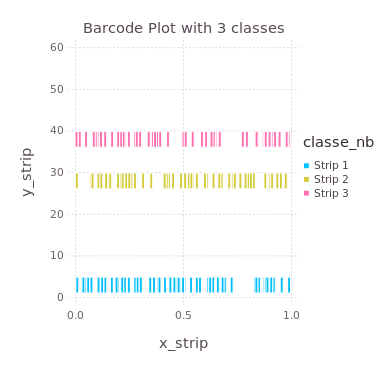 Barcode Plot with 3 classes
60
50
40
30
20
10
0
y_strip
0.0 0.5 1.0
x_strip
classe_nb
Strip 1
Strip 2
Strip 3